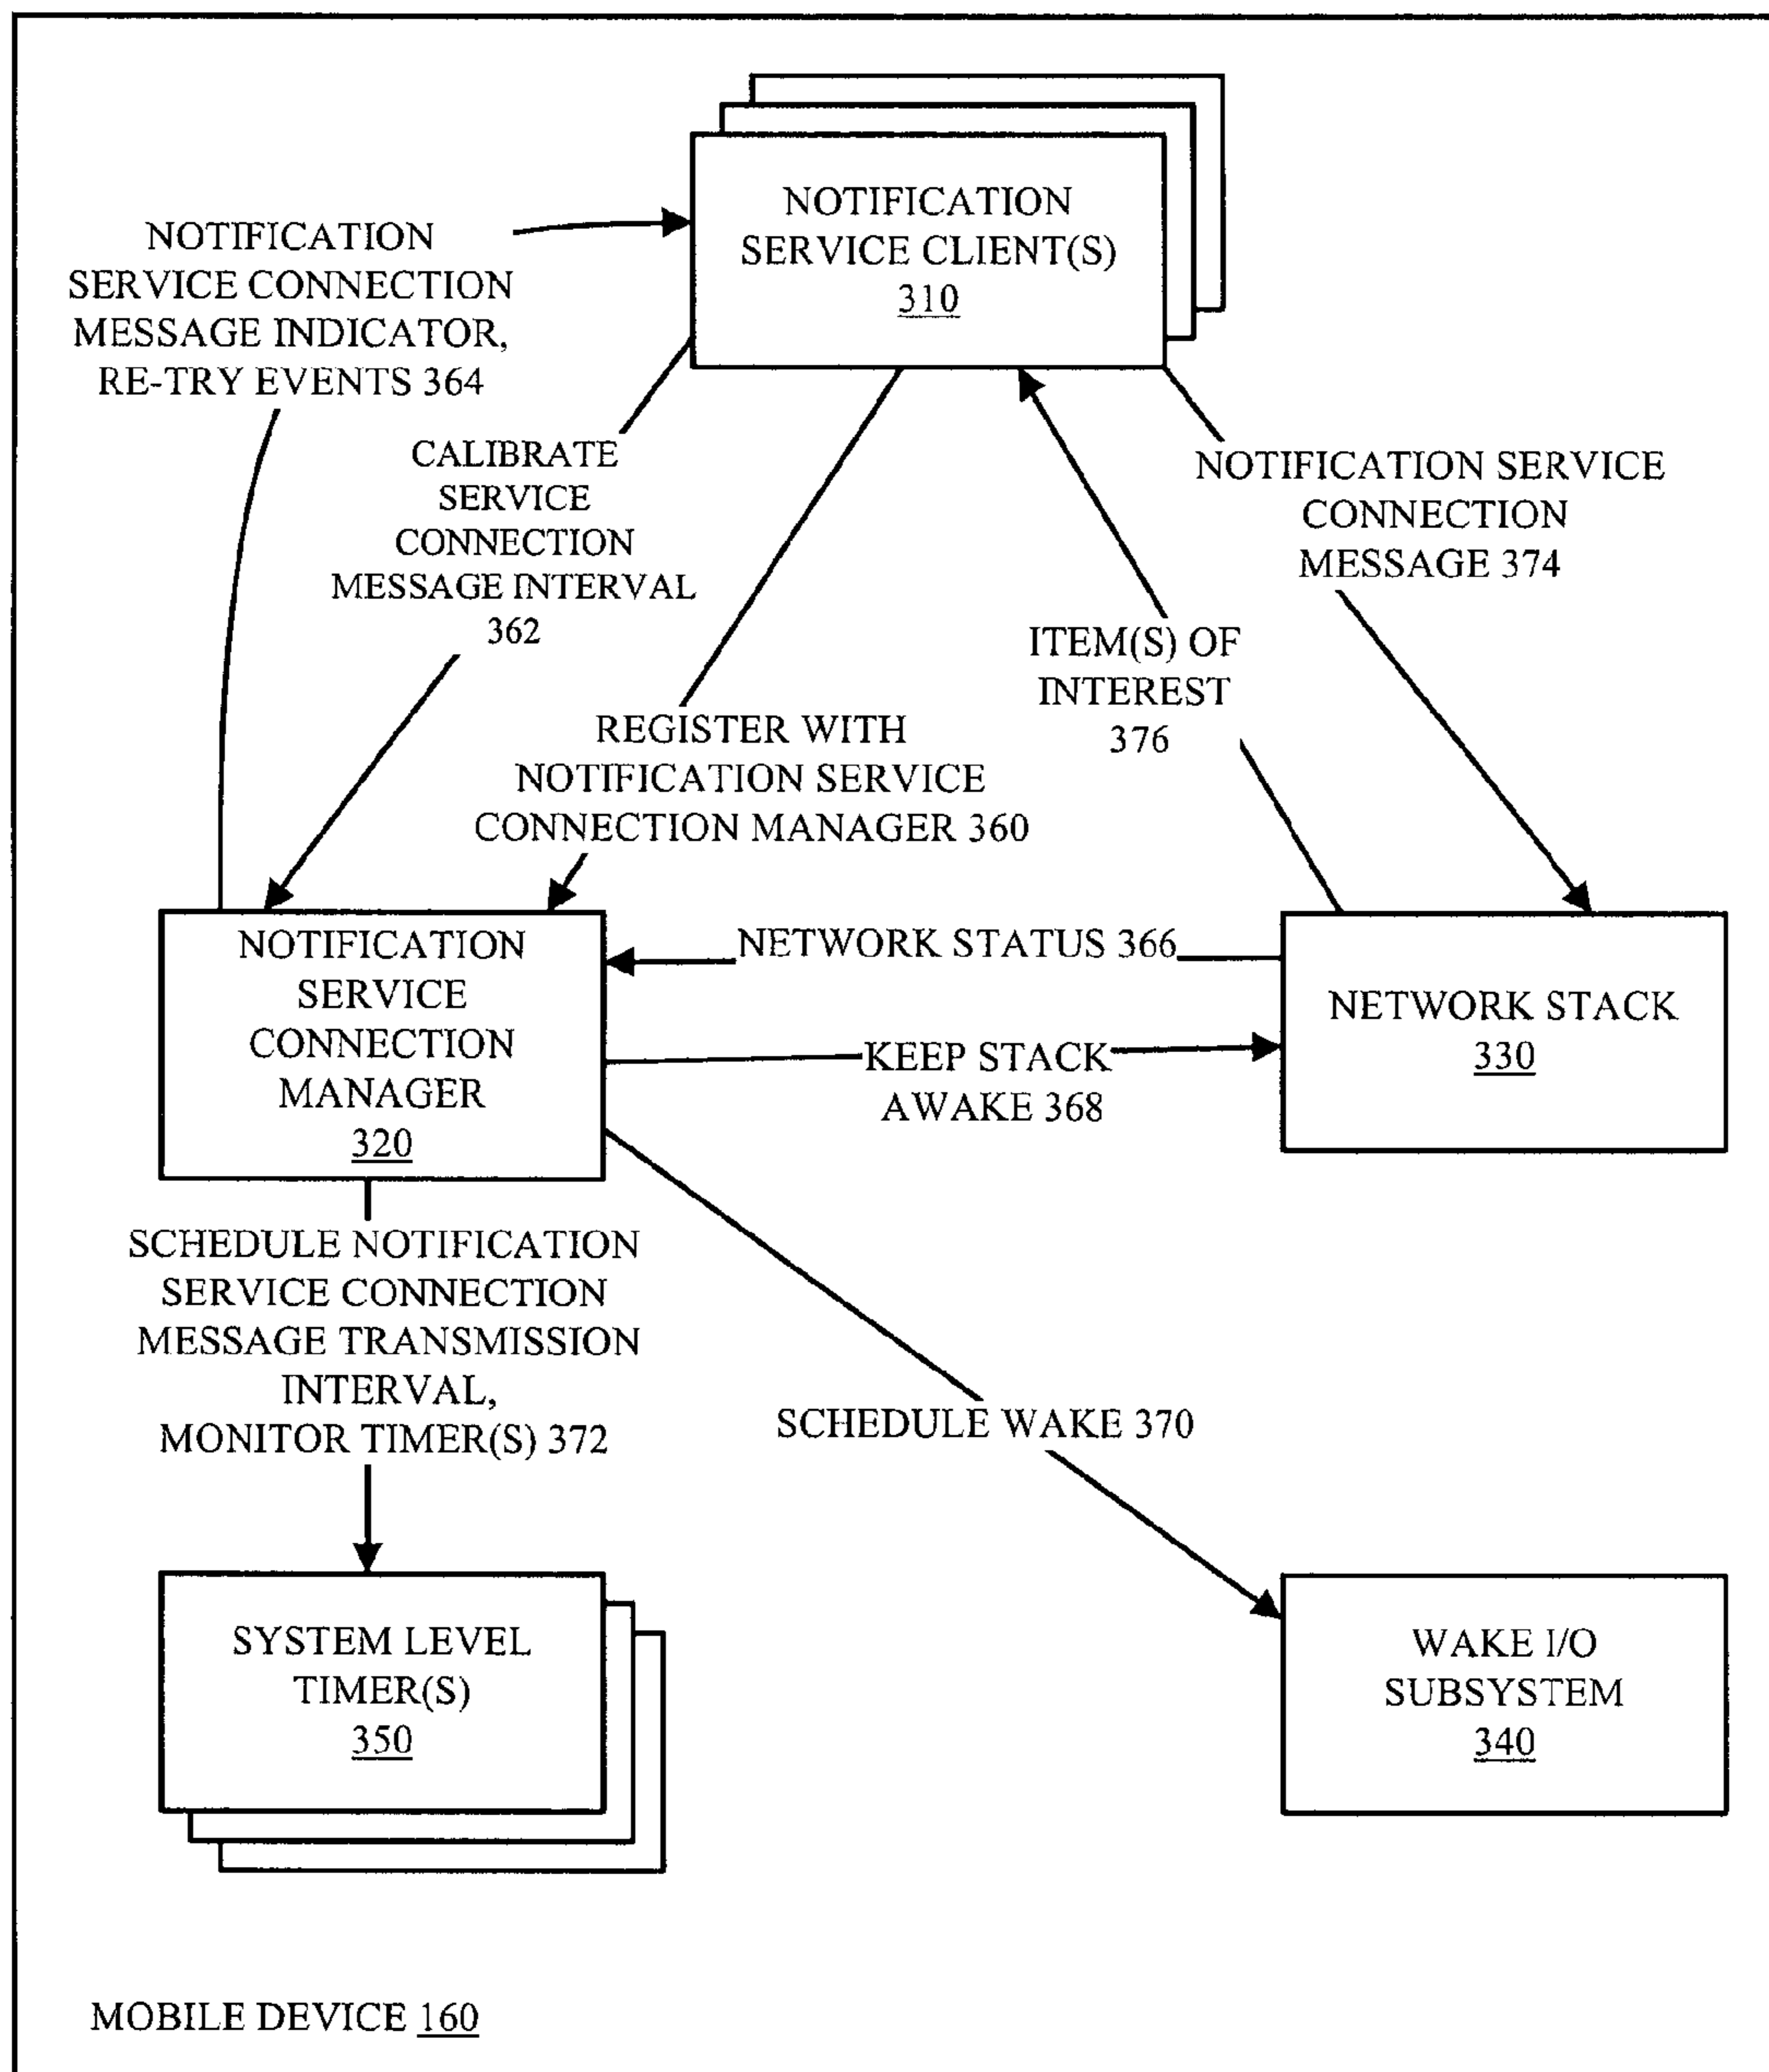 NOTIFICATION
SERVICE CLIENT(S)
310
NOTIFICATION
SERVICE CONNECTION
MESSAGE INDICATOR,
RE-TRY EVENTS 364
CALIBRATE
SERVICE
CONNECTION
MESSAGE INTERVAL
362
NOTIFICATION SERVICE
CONNECTION
MESSAGE 374
ITEM(S) OF
INTEREST
376
REGISTER WITH
NOTIFICATION SERVICE
CONNECTION MANAGER 360
NOTIFICATION
SERVICE
CONNECTION
MANAGER
320
NETWORK STATUS 366
KEEP STACK
AWAKE 368
NETWORK STACK
330
SCHEDULE NOTIFICATION
SERVICE CONNECTION
MESSAGE TRANSMISSION
INTERVAL,
MONITOR TIMER(S) 372
SCHEDULE WAKE 370
SYSTEM LEVEL
TIMER(S)
350
WAKE I/O
SUBSYSTEM
340
MOBILE DEVICE 160